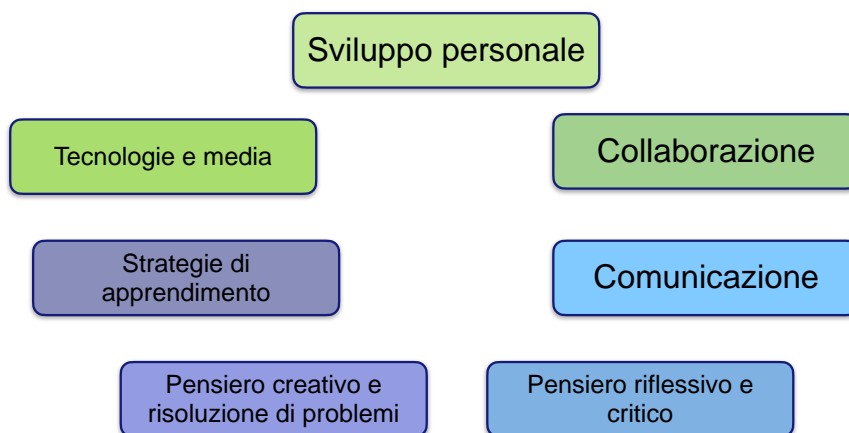 Sviluppo personale
Tecnologie e media
Collaborazione
Strategie di
apprendimento
Comunicazione
Pensiero creativo e
risoluzione di problemi
Pensiero riflessivo e
critico